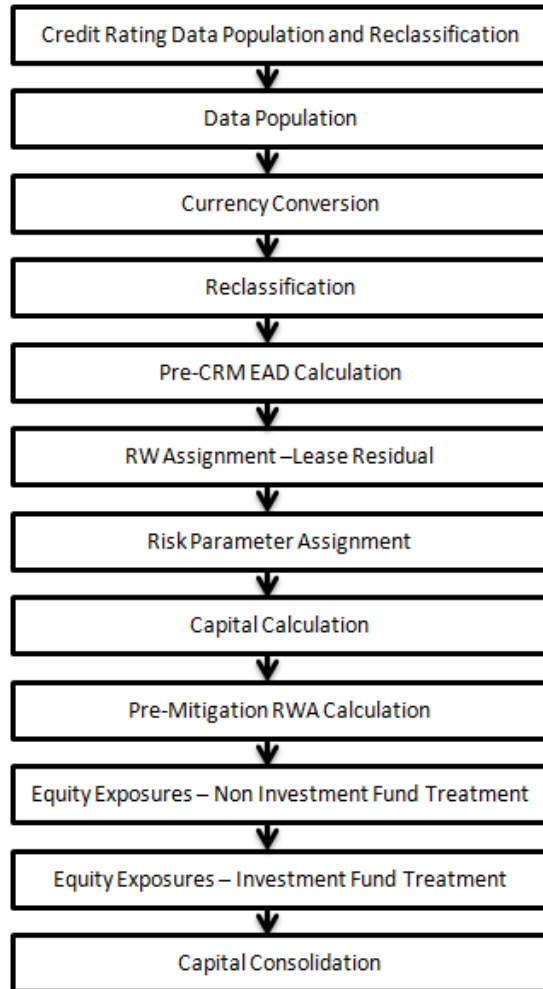 Credit Rating Data Population and Reclassification
Data Population
Currency Conversion
Reclassification
Pre-CRM EAD Calculation
RW Assignment –Lease Residual
Risk Parameter Assignment
Capital Calculation
Pre-Mitigation RWA Calculation
Equity Exposures – Non Investment Fund Treatment
Equity Exposures – Investment Fund Treatment
Capital Consolidation